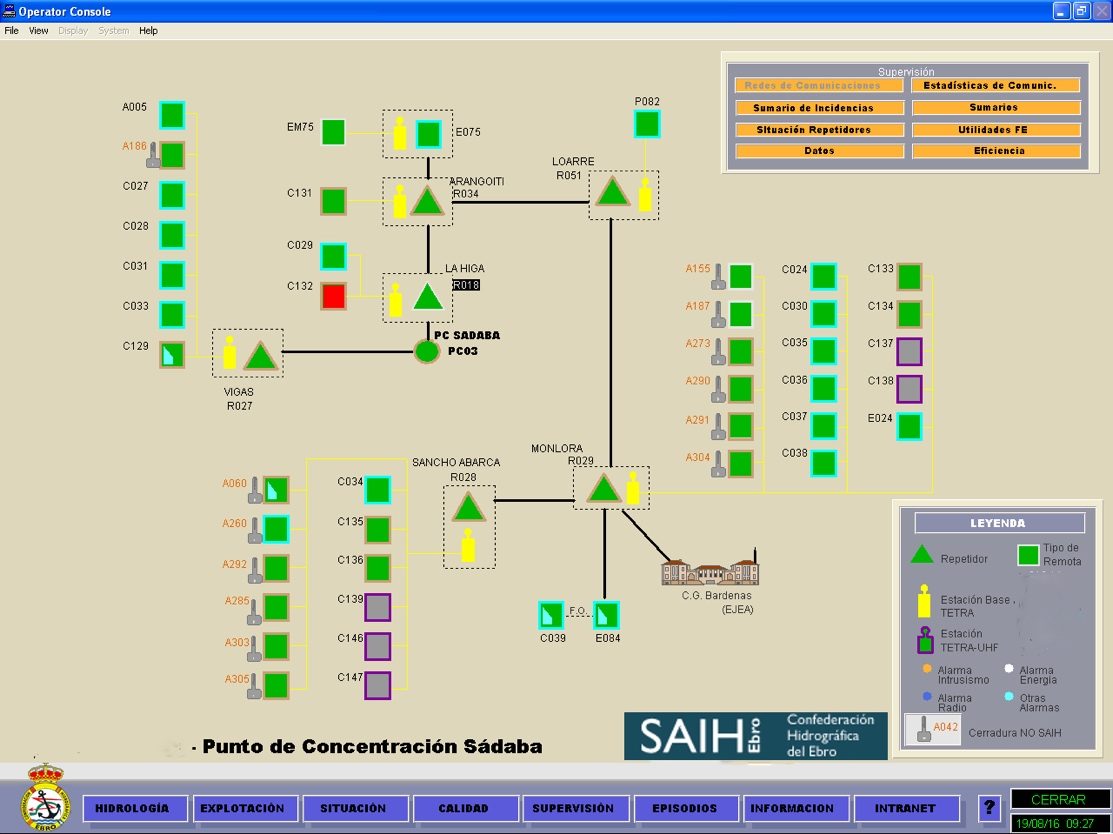 Operator Console
File View Display System Help
Supervisión
Redes de Comunicaciones
Estadísticas de Comunic.
Sumario de Incidencias
Sumarios
SItuación Repetidores
Utilidades FE
Datos
Eficiencia
A005
A186
C027
C028
C031
C033
C129
VIGAS
R027
EM75
E075
C131
ARANGOITI
R034
C029
C132
LA HIGA
R018
PC SADABA
PC03
P082
LOARRE
R051
A155
A187
A273
A290
A291
A304
C024
C030
C035
C036
C037
C038
C133
C134
C137
C138
E024
MONLORA
R029
SANCHO ABARCA
R028
A060
A260
A292
A285
A303
A305
C034
C135
C136
C139
C146
C147
F.O.
C039
E084
C.G. Bardenas
(EJEA)
LEYENDA
Repetidor
Tipo de
Remota
Estación Base
TETRA
Estación
TETRA-UHF
Alarma
Intrusismo
Alarma
Energía
Alarma
Radio
Otras
Alarmas
A042
Cerradura NO SAIH
- Punto de Concentración Sádaba
SAIH Ebro
Confederación
Hidrográfica
del Ebro
EBRO
HIDROLOGÍA
EXPLOTACIÓN
SITUACIÓN
CALIDAD
SUPERVISIÓN
EPISODIOS
INFORMACION
INTRANET
?
CERRAR
19/08/16 09:27